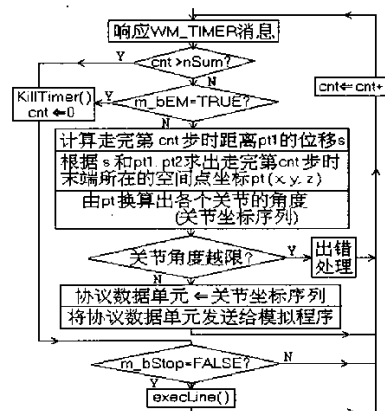 响应WM_TIMER消息
Y
cnt >nSum?
N
KillTimer()
cnt ⇐0
Y
m_bEM=TRUE?
N
cnt⇐ cnt+
计算走完第 cnt 步时距离pt1的位移s
根据 s 和pt1, pt2求出走完第cnt 步时
末端所在的空间点坐标pt(x,y,z)
由pt换算出各个关节的角度
(关节坐标序列)
关节角度越限?
Y
出错
处理
N
协议数据单元 ⇐关节坐标序列
将协议数据单元发送给模拟程序
m_bStop=FALSE?
N
Y
execLine()